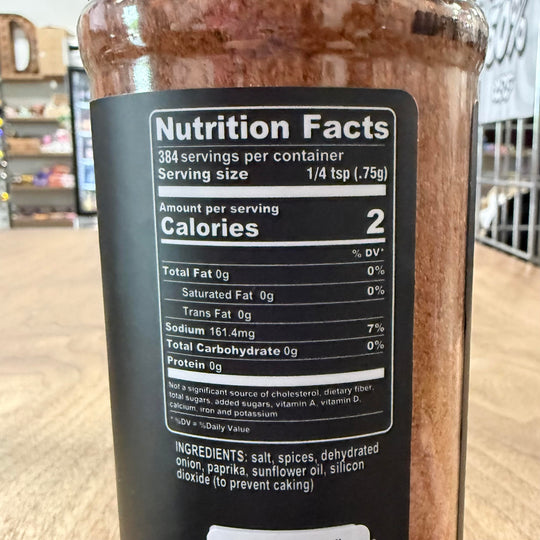 Nutrition Facts
384 servings per container
Serving size 1/4 tsp (.75g)
Amount per serving
Calories 2
% DV*
Total Fat 0g 0%
Saturated Fat 0g 0%
Trans Fat 0g
Sodium 161.4mg 7%
Total Carbohydrate 0g 0%
Protein 0g
Not a significant source of cholesterol, dietary fiber,
total sugars, added sugars, vitamin A, vitamin D,
calcium, iron and potassium
*%DV = %Daily Value
INGREDIENTS: salt, spices, dehydrated
onion, paprika, sunflower oil, silicon
dioxide (to prevent caking)